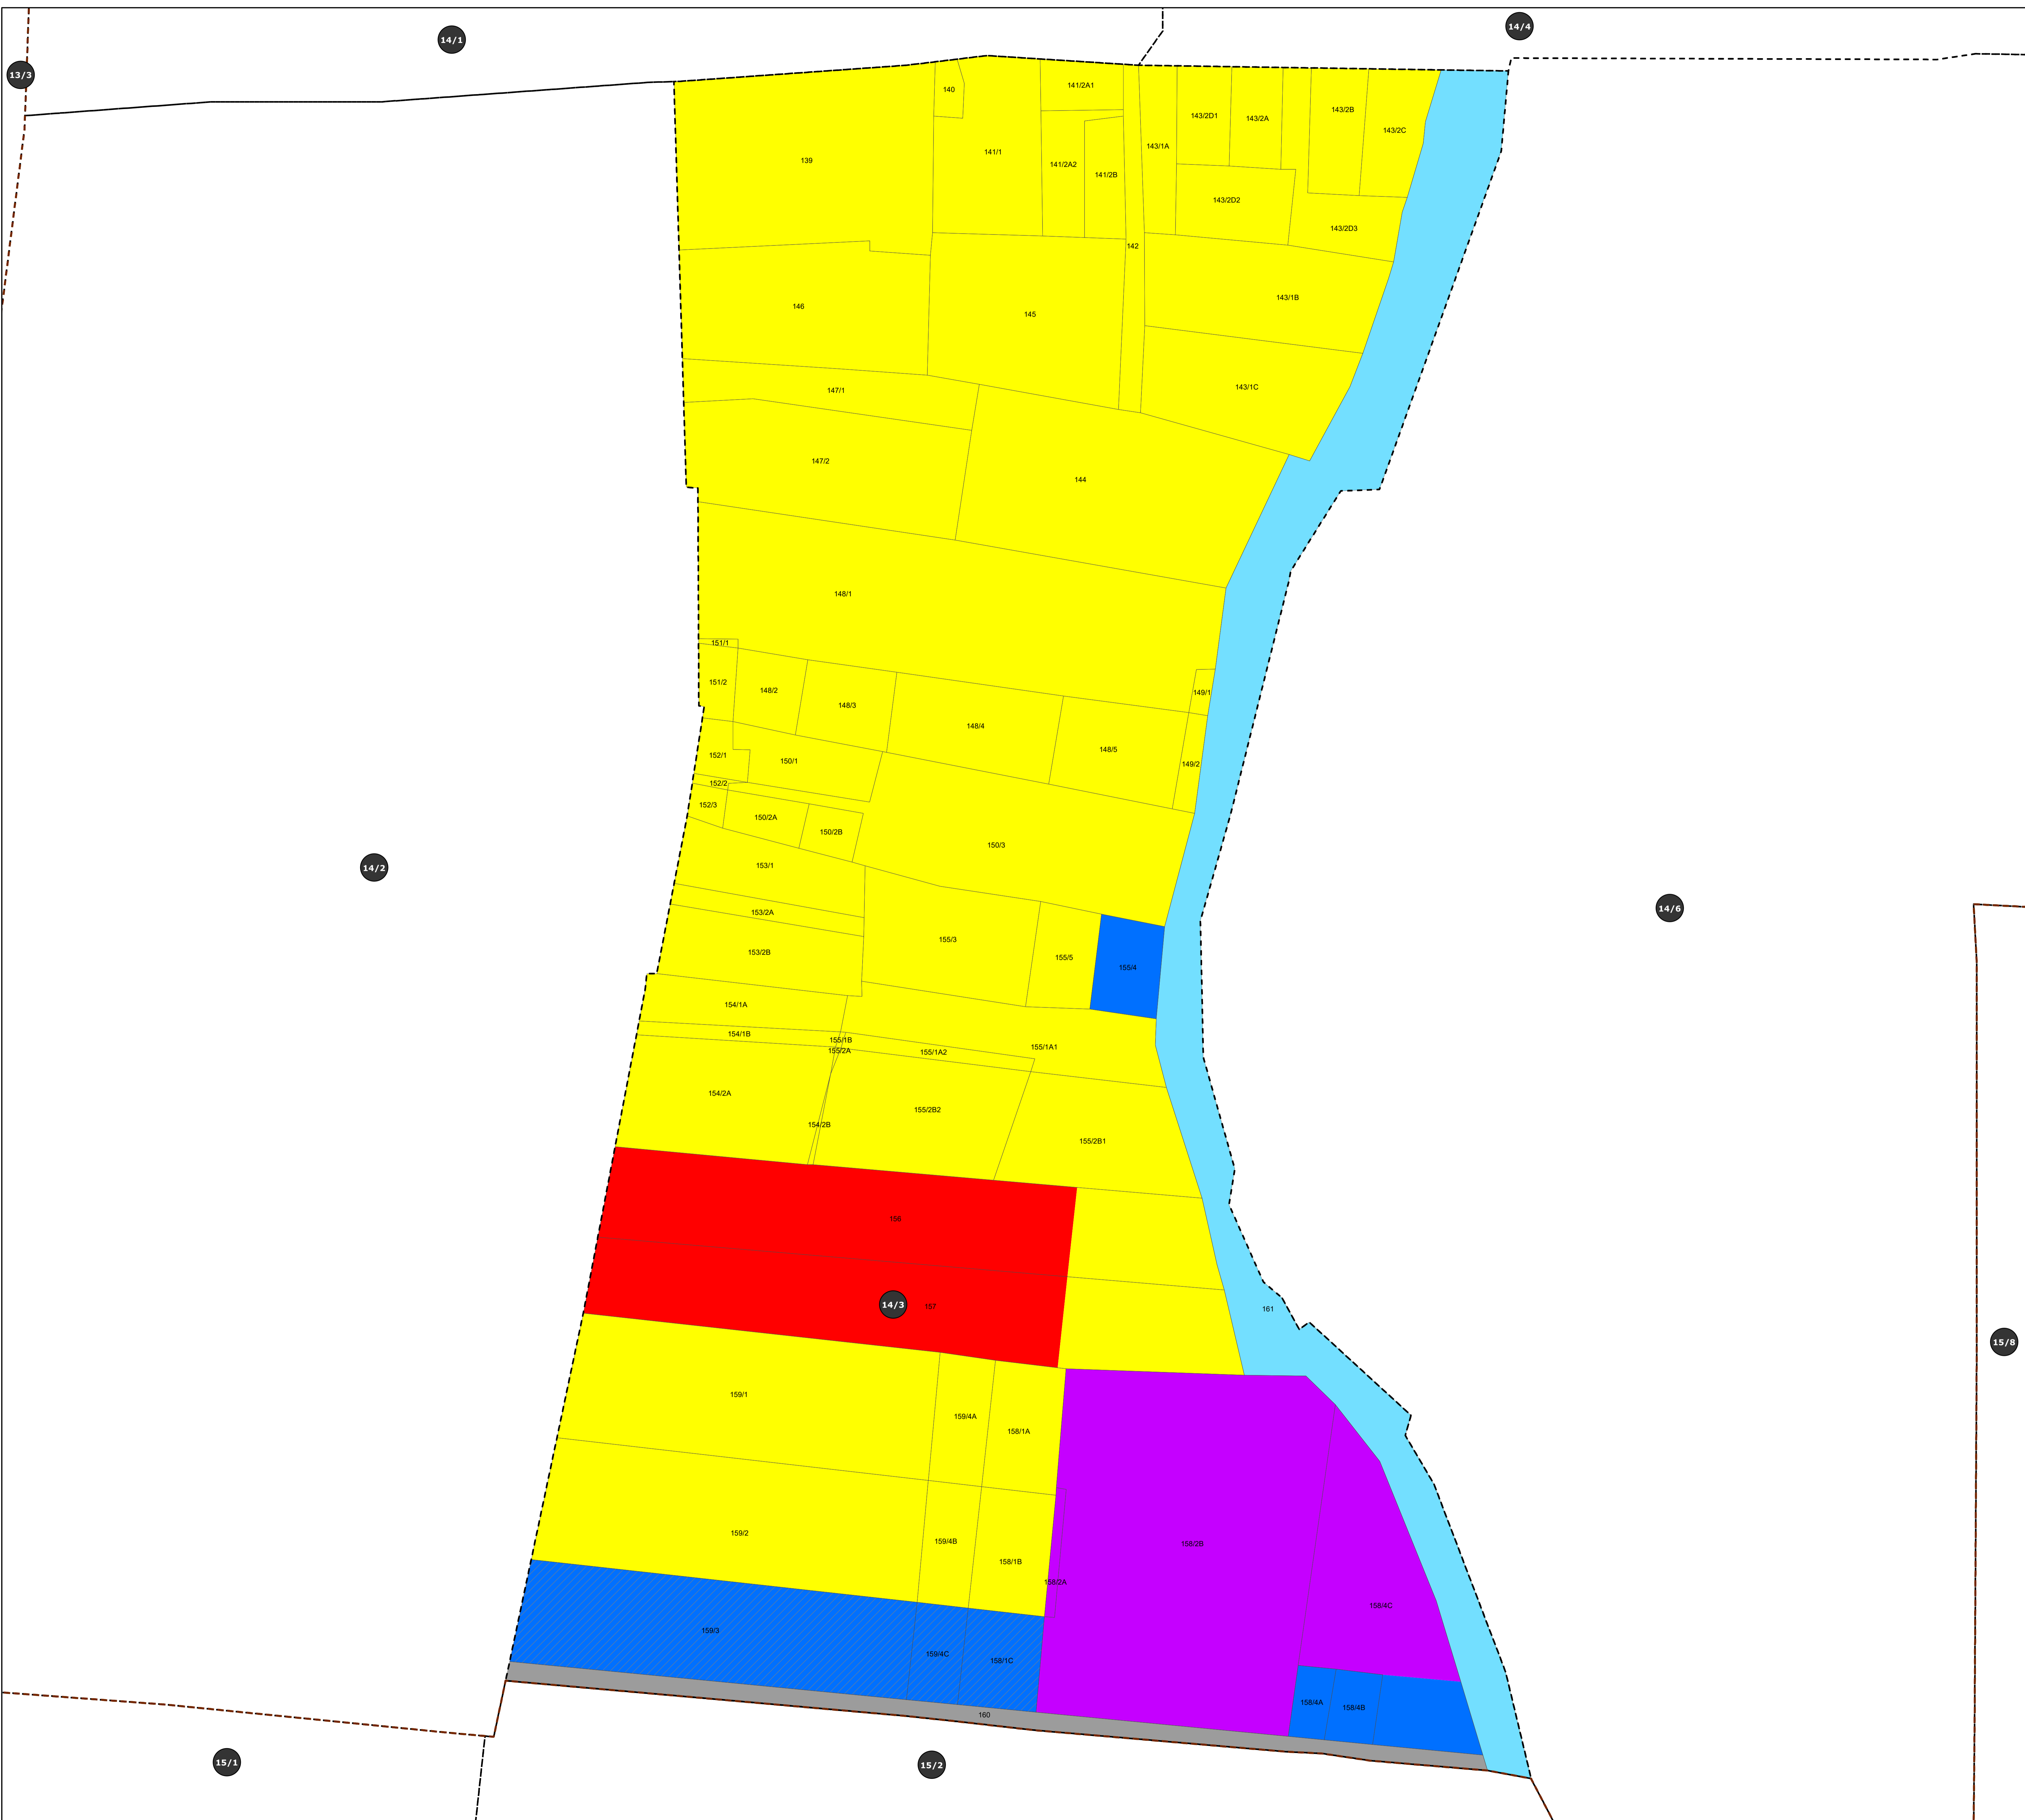 14/4
14/1
13/3
141/2A1
140
143/2B
143/2D1
143/2A
143/2C
143/1A
141/1
139
141/2A2
141/2B
143/2D2
143/2D3
142
143/1B
146
145
143/1C
147/1
147/2
144
148/1
151/1
151/2
148/2
149/1
148/3
148/4
148/5
152/1
150/1
149/2
152/2
152/3
150/2A
150/2B
150/3
153/1
14/2
14/6
153/2A
155/3
153/2B
155/5
155/4
154/1A
154/1B
155/1B
155/1A1
155/2A
155/1A2
154/2A
155/2B2
154/2B
155/2B1
156
14/3
157
161
15/8
159/1
159/4A
158/1A
159/2
159/4B
158/2B
158/1B
158/2A
158/4C
159/3
159/4C
158/1C
158/4A
158/4B
160
15/1
15/2